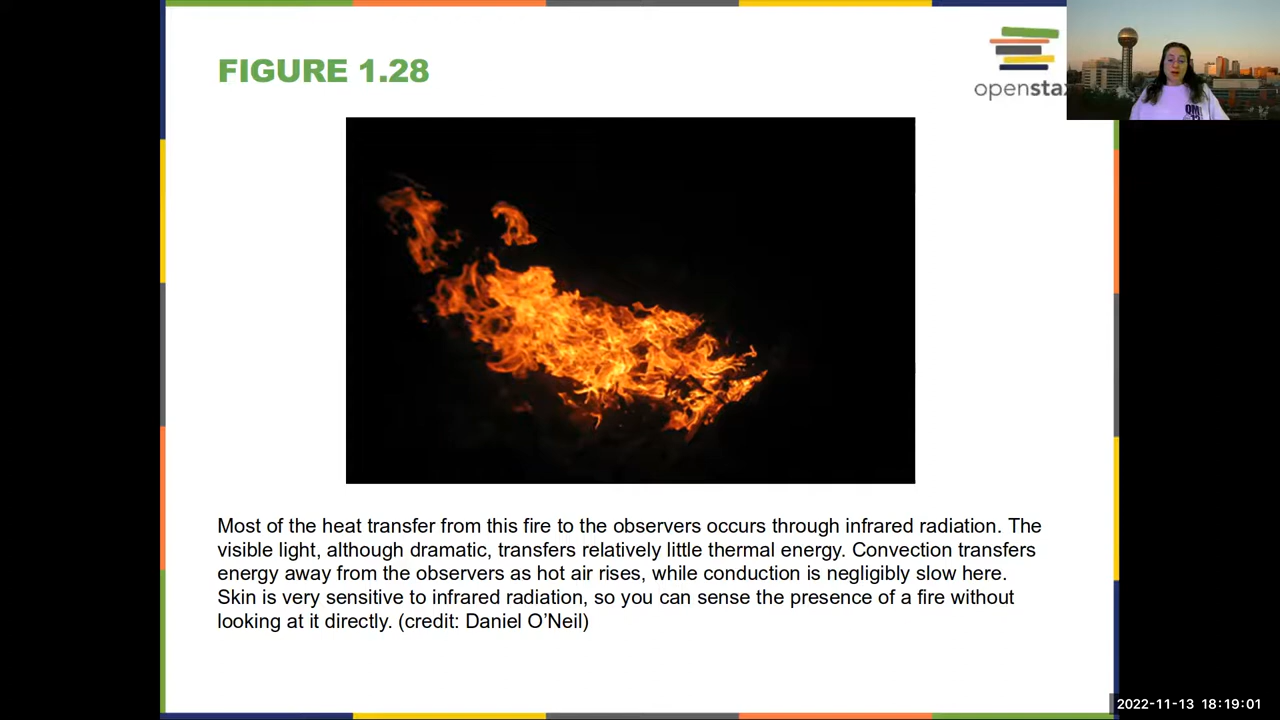 FIGURE 1.28
openstax
Most of the heat transfer from this fire to the observers occurs through infrared radiation. The
visible light, although dramatic, transfers relatively little thermal energy. Convection transfers
energy away from the observers as hot air rises, while conduction is negligibly slow here.
Skin is very sensitive to infrared radiation, so you can sense the presence of a fire without
looking at it directly. (credit: Daniel O’Neil)
2022-11-13 18:19:01